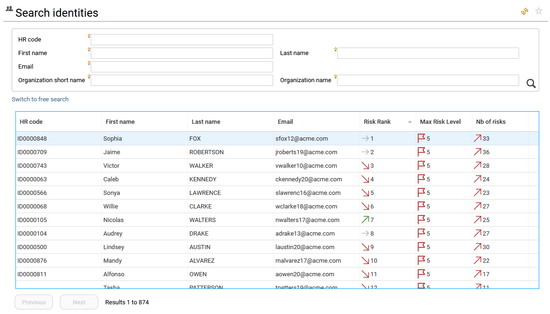 Search identities
HR code
First name Last name
Email
Organization short name Organization name
Switch to free search
HR code First name Last name Email Risk Rank Max Risk Level Nb of risks
ID0000848 Sophia FOX sfox12@acme.com 1 5 33
ID0000709 Jaime ROBERTSON jroberts19@acme.com 2 5 36
ID0000743 Victor WALKER vwalker10@acme.com 3 5 28
ID0000063 Caleb KENNEDY ckennedy20@acme.com 4 5 24
ID0000566 Sonya LAWRENCE slawrenc16@acme.com 5 5 23
ID0000068 Willie CLARKE wclarke18@acme.com 6 5 27
ID0000105 Nicolas WALTERS nwalters17@acme.com 7 5 25
ID0000104 Audrey DRAKE adrake13@acme.com 8 5 27
ID0000500 Lindsey AUSTIN laustin20@acme.com 9 5 30
ID0000876 Mandy ALVAREZ malvarez17@acme.com 10 5 22
ID0000811 Alfonso OWEN aowen20@acme.com 11 5 17
Tasha PATTERSON 12 5 11
Previous Next Results 1 to 874